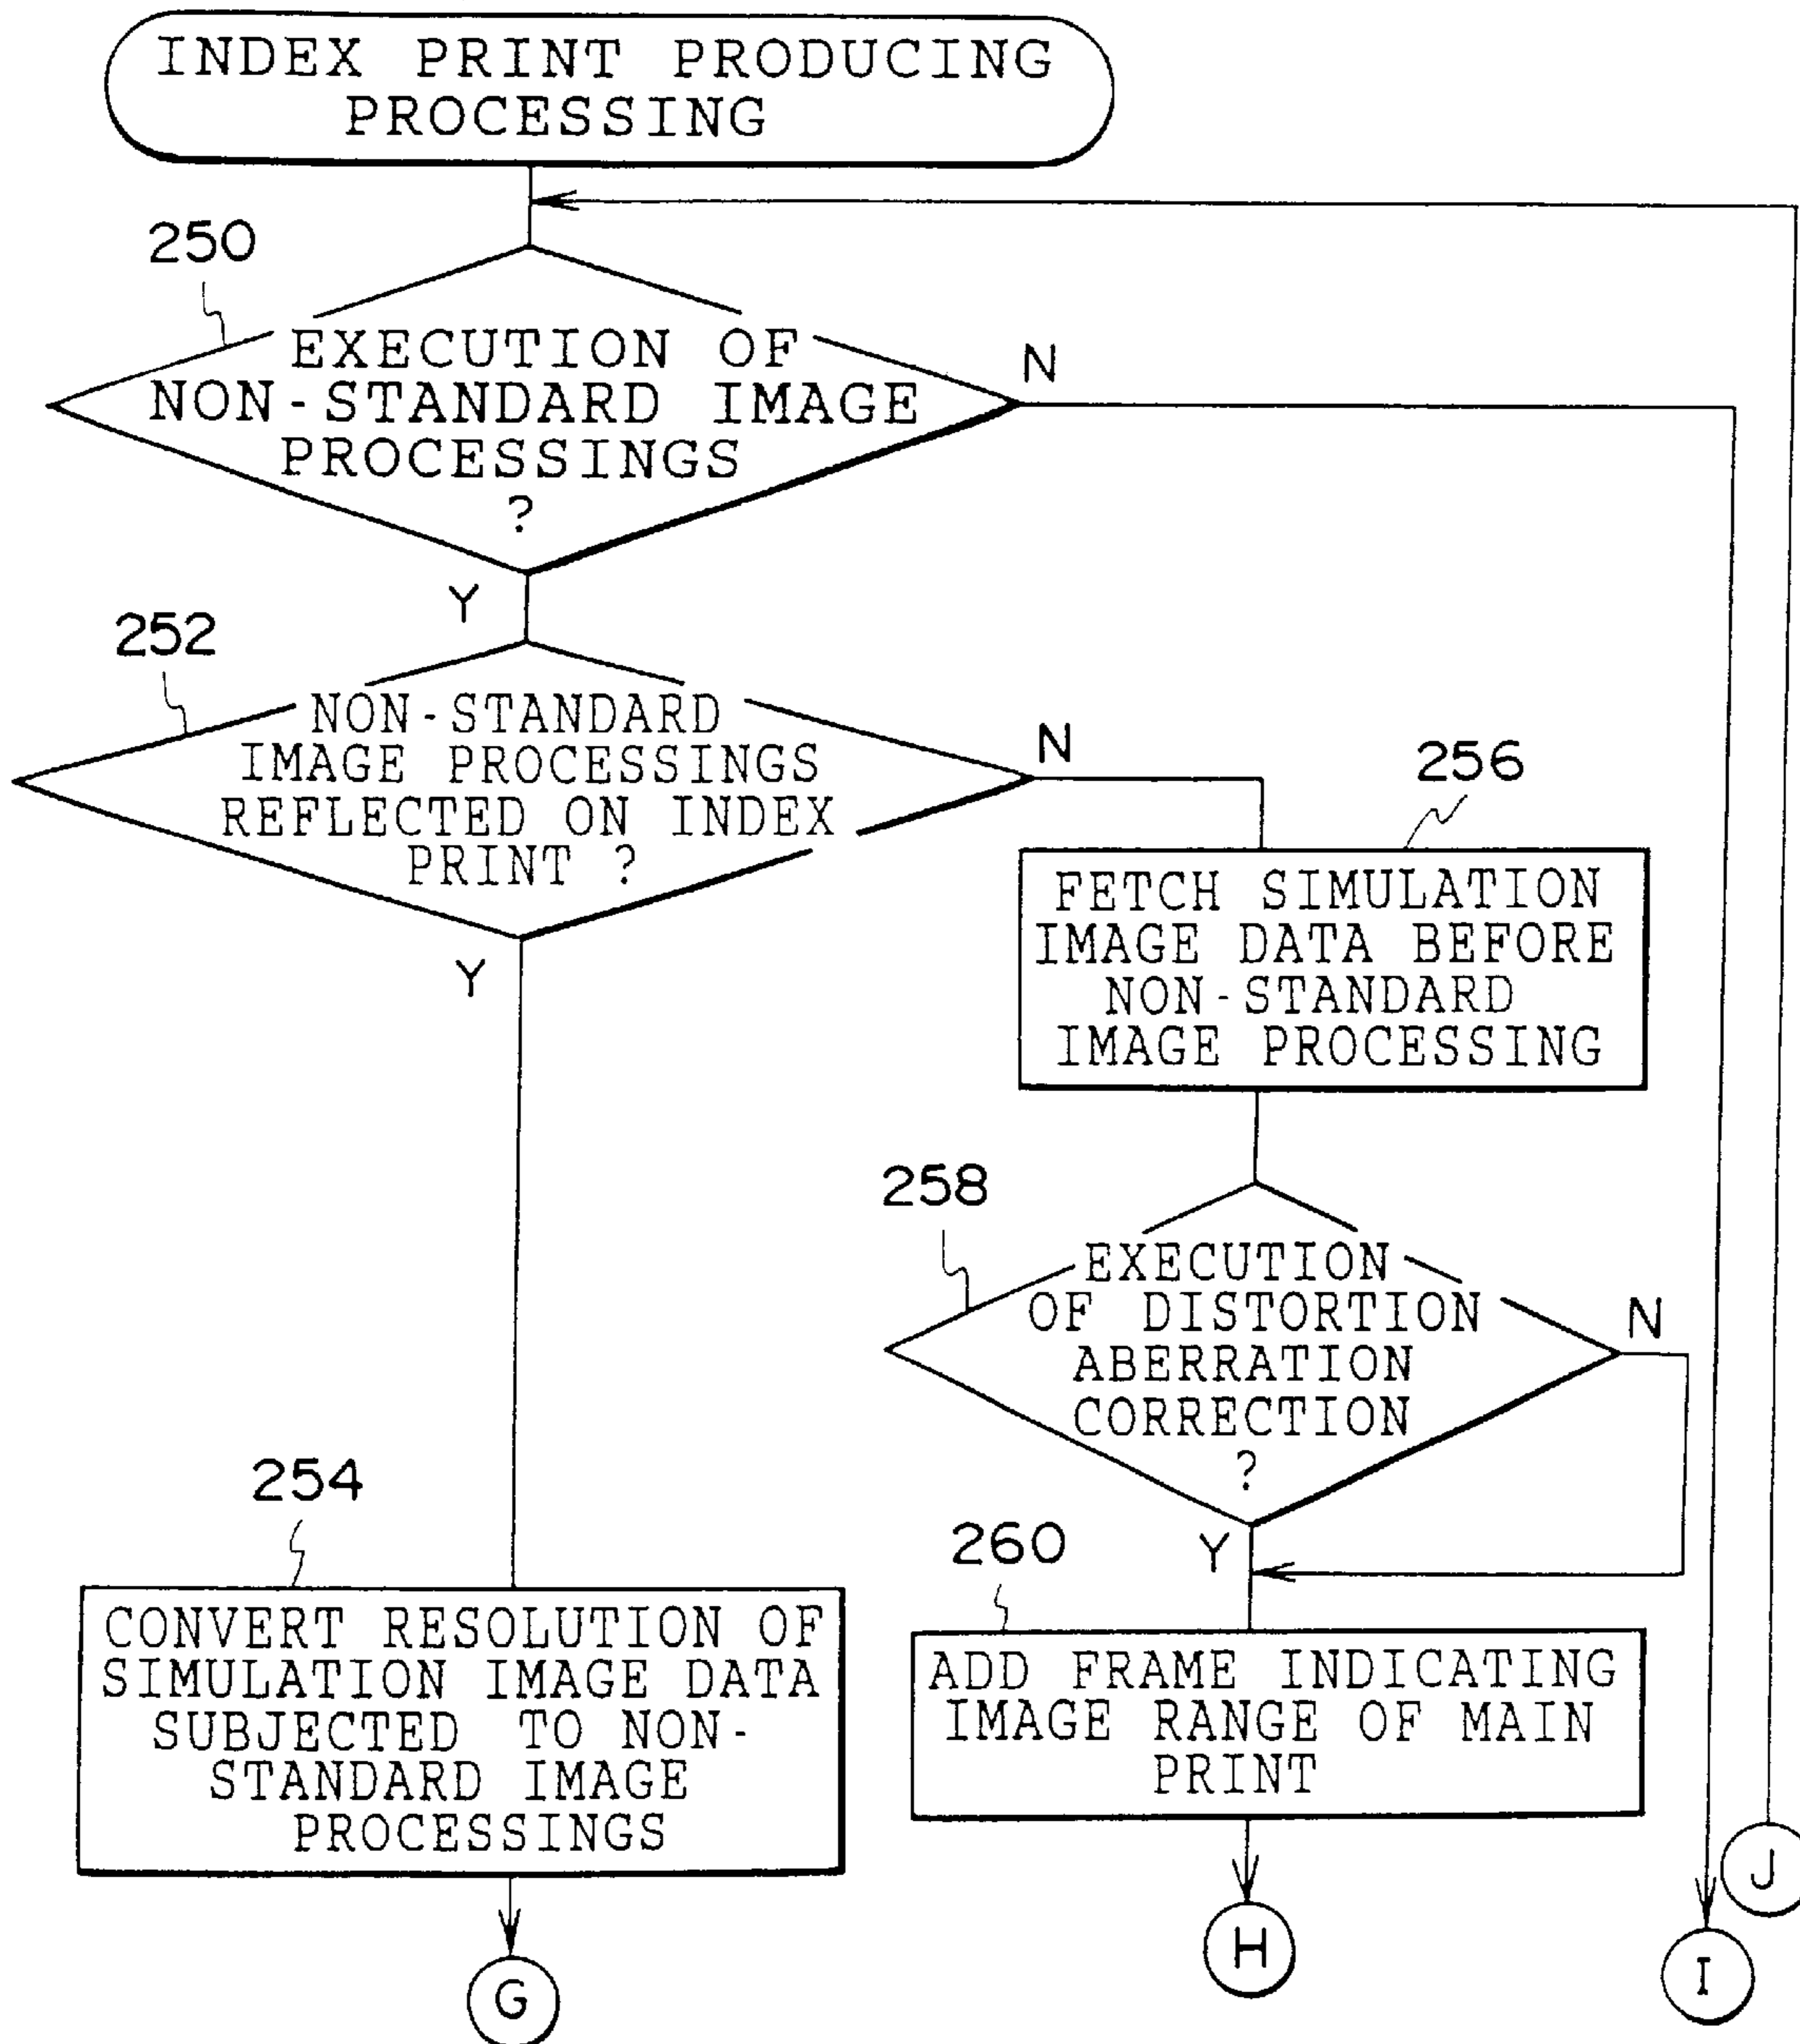 INDEX PRINT PRODUCING
PROCESSING
250
EXECUTION OF
NON-STANDARD IMAGE
PROCESSINGS
?
N
Y
252
NON-STANDARD
IMAGE PROCESSINGS
REFLECTED ON INDEX
PRINT ?
N
Y
256
FETCH SIMULATION
IMAGE DATA BEFORE
NON-STANDARD
IMAGE PROCESSING
258
EXECUTION
OF DISTORTION
ABERRATION
CORRECTION
?
N
Y
254
CONVERT RESOLUTION OF
SIMULATION IMAGE DATA
SUBJECTED TO NON-
STANDARD IMAGE
PROCESSINGS
260
ADD FRAME INDICATING
IMAGE RANGE OF MAIN
PRINT
G
H
I
J